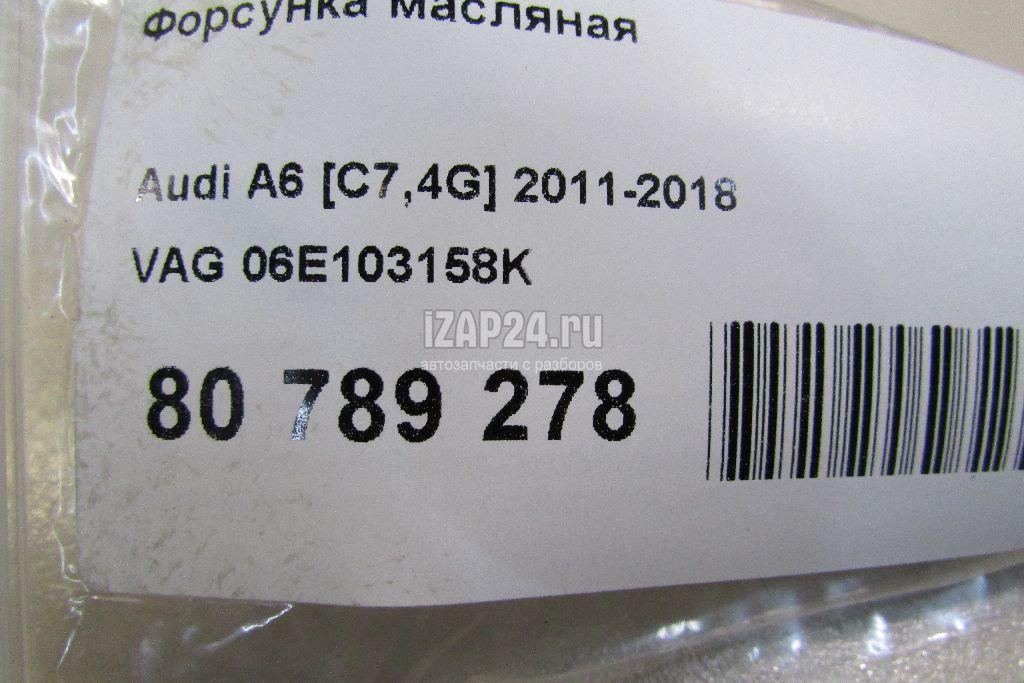 Форсунка масляная
Audi A6 [C7,4G] 2011-2018
VAG 06E103158K
iZAP24.ru
автозапчасти с разборов
80 789 278